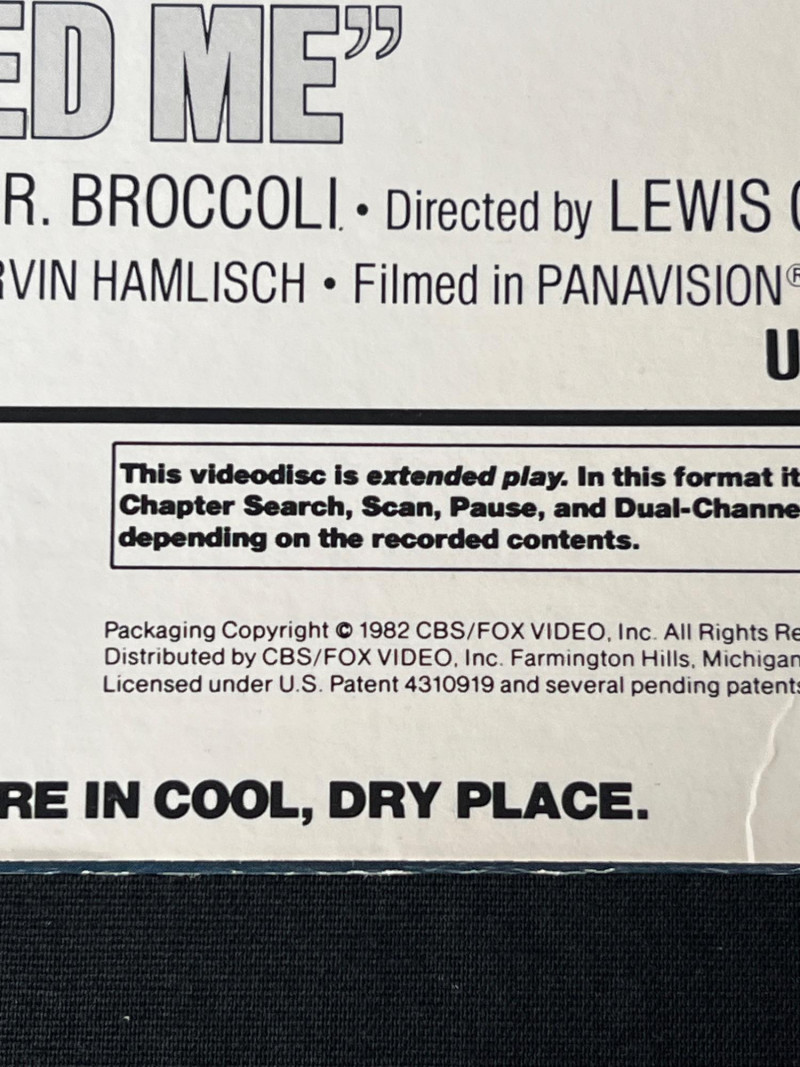 ED ME”
R. BROCCOLI. • Directed by LEWIS
RVIN HAMLISCH • Filmed in PANAVISION®
U
This videodisc is extended play. In this format it
Chapter Search, Scan, Pause, and Dual-Channe
depending on the recorded contents.
Packaging Copyright © 1982 CBS/FOX VIDEO, Inc. All Rights Re
Distributed by CBS/FOX VIDEO, Inc. Farmington Hills, Michigan
Licensed under U.S. Patent 4310919 and several pending patents
RE IN COOL, DRY PLACE.